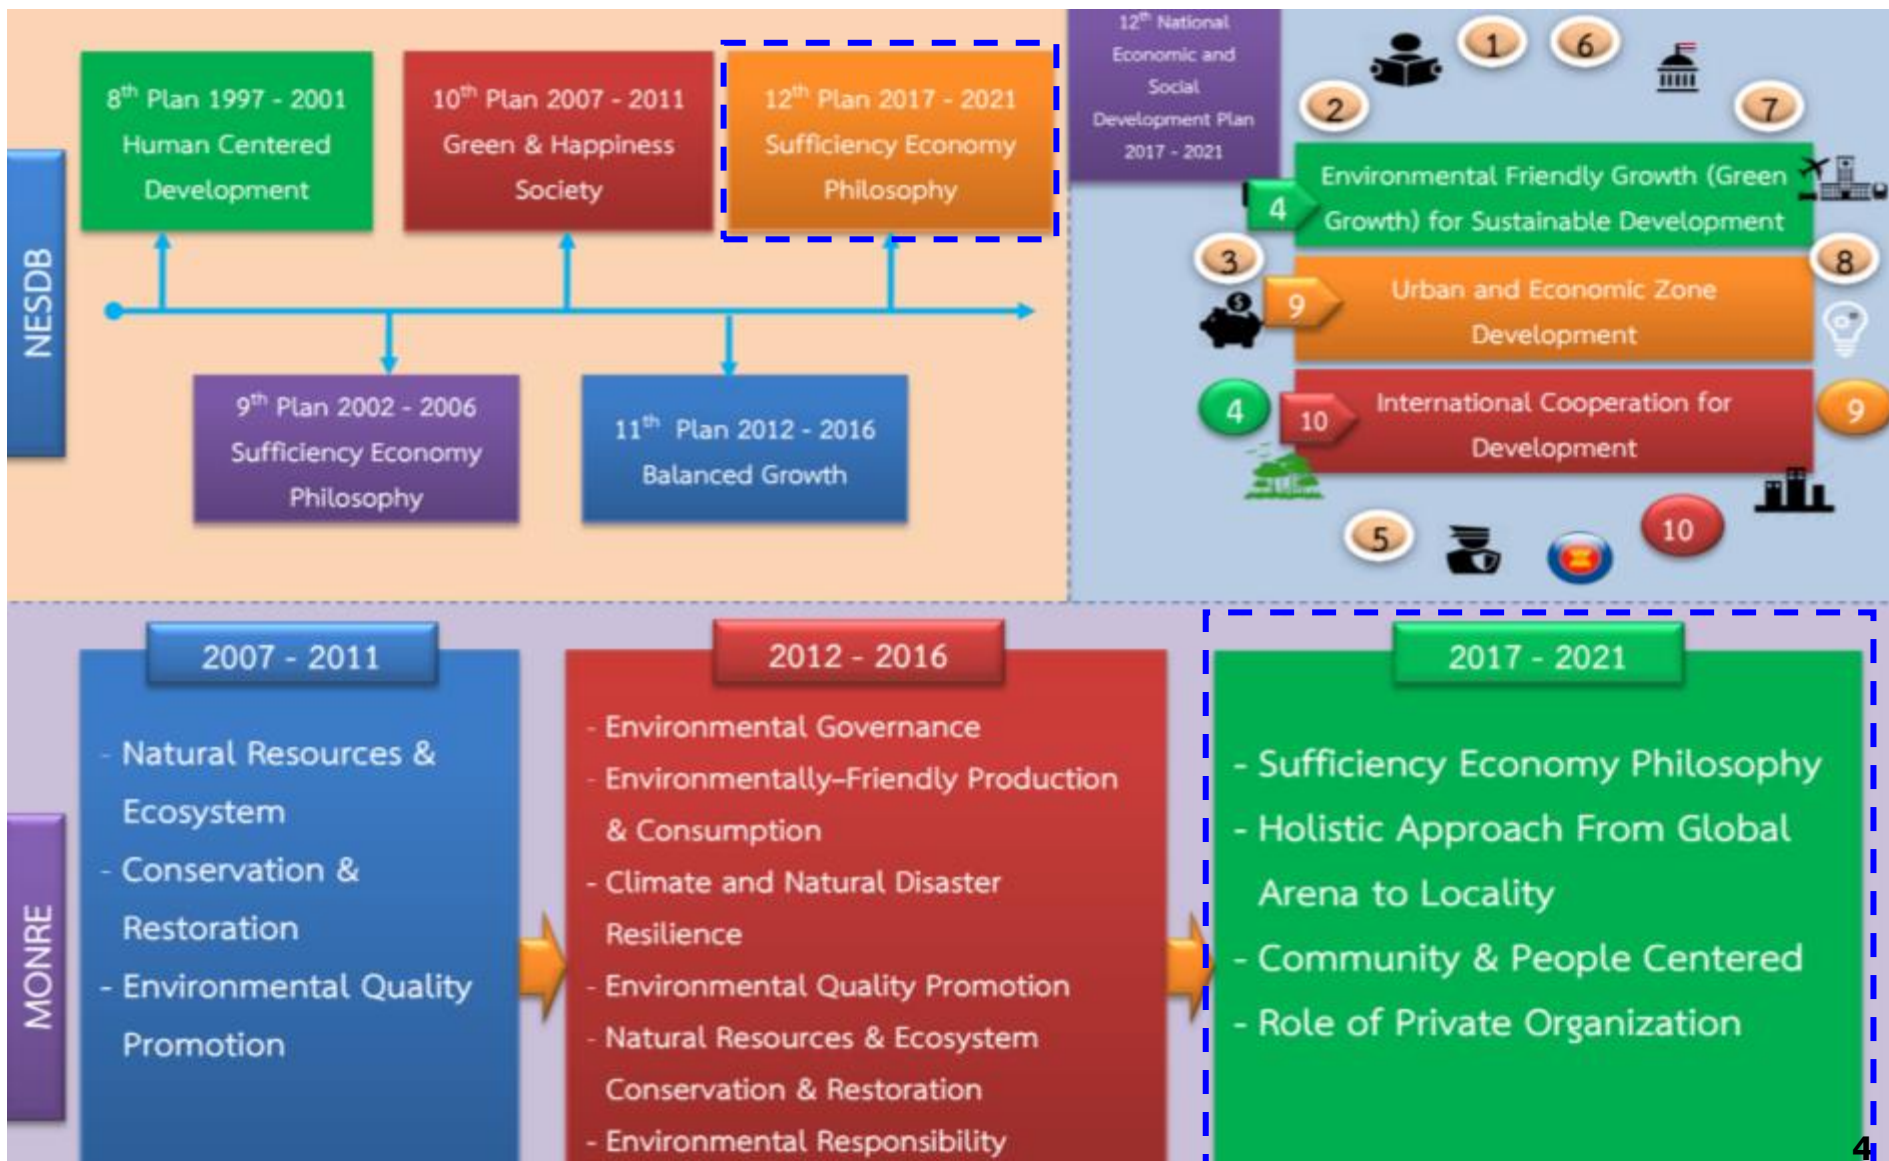 NESDB
8th Plan 1997 - 2001
Human Centered
Development
10th Plan 2007 - 2011
Green & Happiness
Society
12th Plan 2017 - 2021
Sufficiency Economy
Philosophy
9th Plan 2002 - 2006
Sufficiency Economy
Philosophy
11th Plan 2012 - 2016
Balanced Growth
12th National
Economic and
Social
Development Plan
2017 - 2021
1
6
2
7
4
Environmental Friendly Growth (Green
Growth) for Sustainable Development
3
8
9
Urban and Economic Zone
Development
4
9
10
International Cooperation for
Development
5
10
MONRE
2007 - 2011
- Natural Resources &
Ecosystem
- Conservation &
Restoration
- Environmental Quality
Promotion
2012 - 2016
- Environmental Governance
- Environmentally–Friendly Production
& Consumption
- Climate and Natural Disaster
Resilience
- Environmental Quality Promotion
- Natural Resources & Ecosystem
Conservation & Restoration
- Environmental Responsibility
2017 - 2021
- Sufficiency Economy Philosophy
- Holistic Approach From Global
Arena to Locality
- Community & People Centered
- Role of Private Organization
4